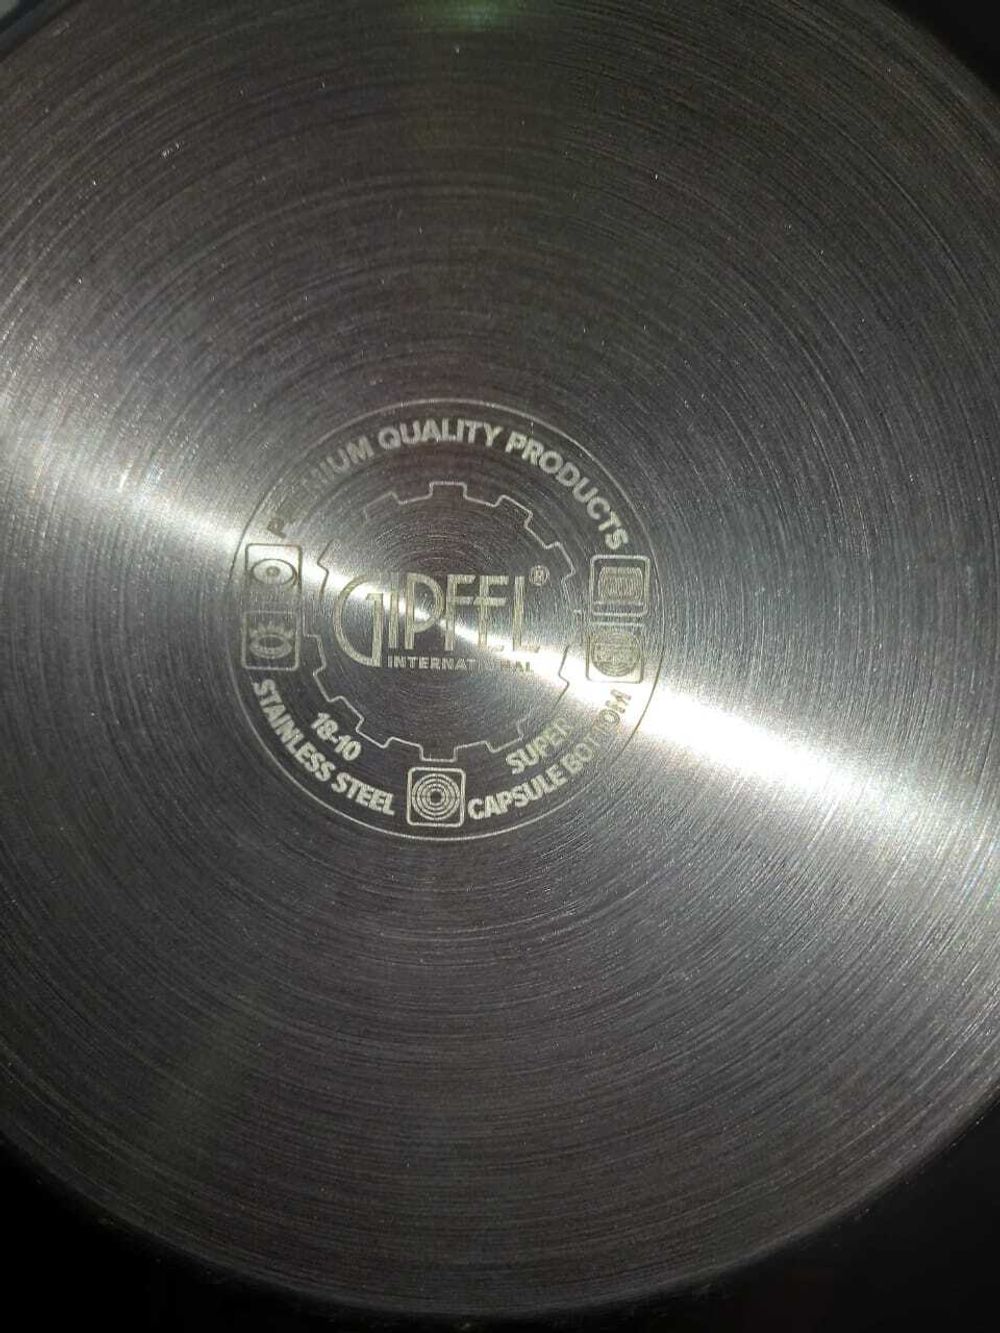 PREMIUM QUALITY PRODUCTS
GIPFEL®
INTERNATIONAL
18-10
STAINLESS STEEL
SUPER
CAPSULE BOTTOM